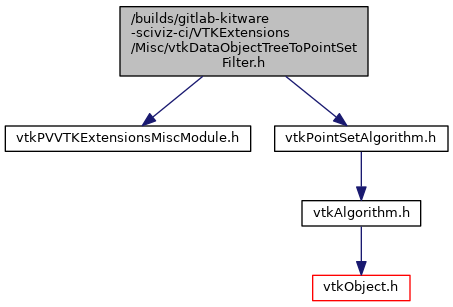 /builds/gitlab-kitware
-sciviz-ci/VTKExtensions
/Misc/vtkDataObjectTreeToPointSet
Filter.h
vtkPVVTKExtensionsMiscModule.h
vtkPointSetAlgorithm.h
vtkAlgorithm.h
vtkObject.h